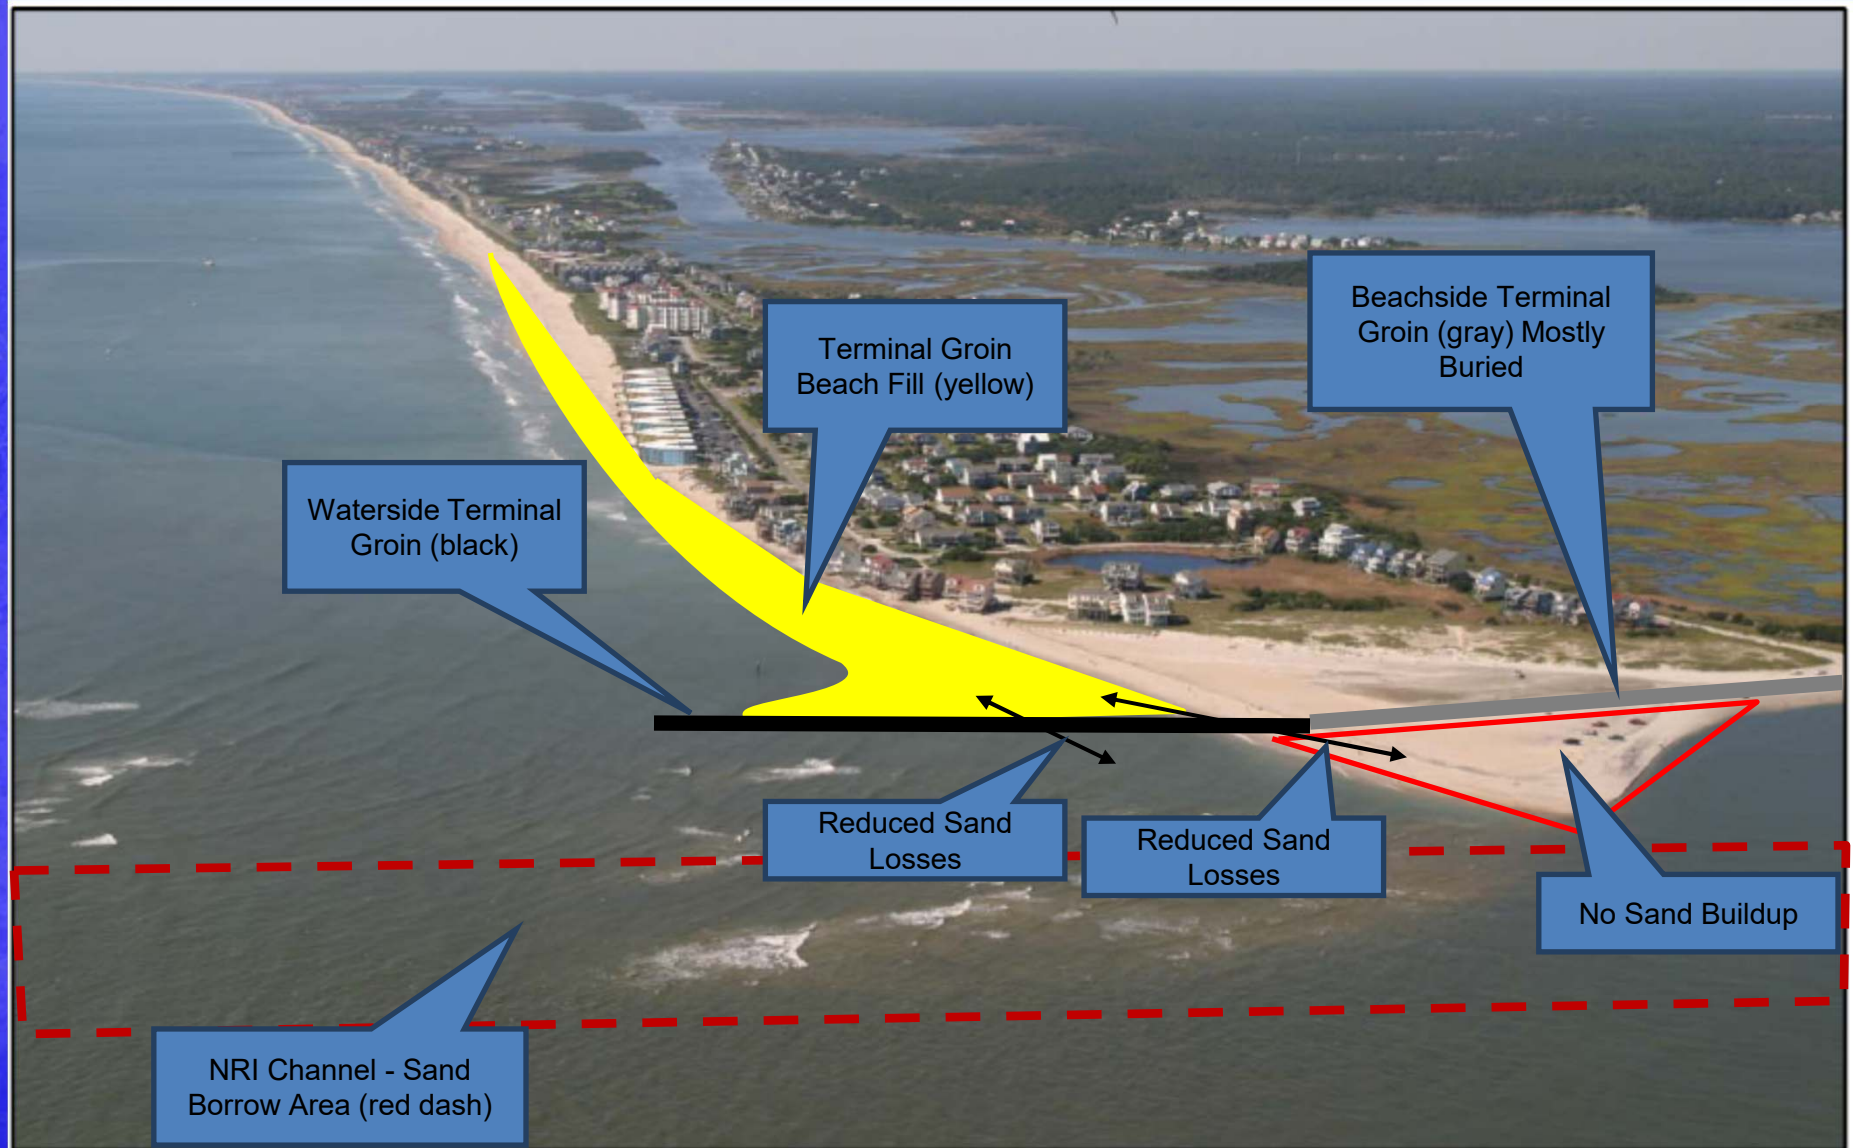 Beachside Terminal
Groin (gray) Mostly
Buried
Terminal Groin
Beach Fill (yellow)
Waterside Terminal
Groin (black)
Reduced Sand
Losses
Reduced Sand
Losses
No Sand Buildup
NRI Channel - Sand
Borrow Area (red dash)